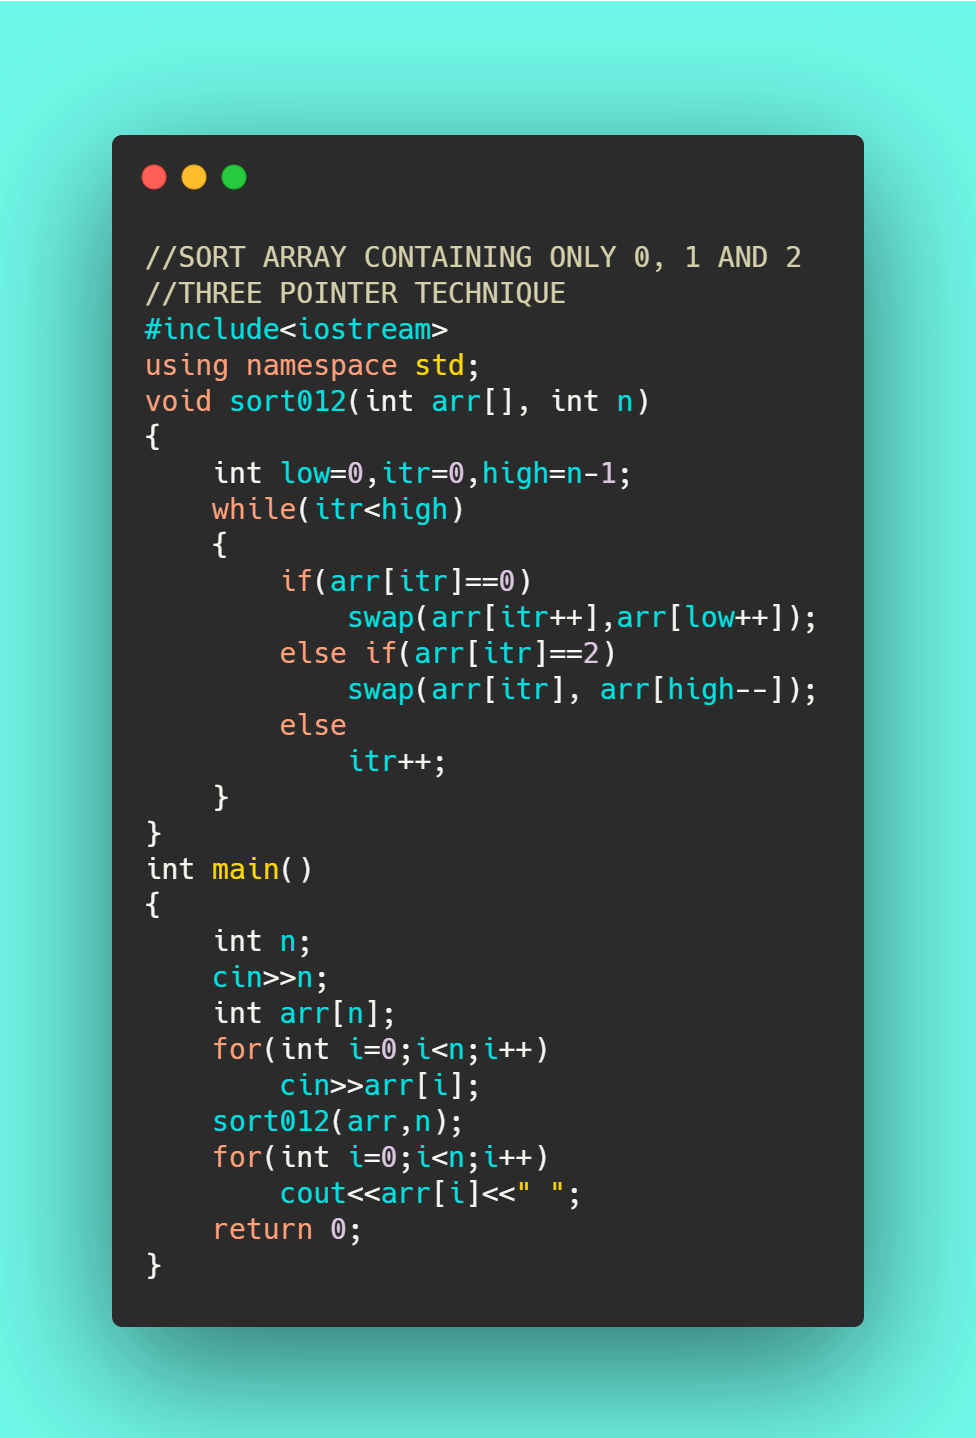 //SORT ARRAY CONTAINING ONLY 0, 1 AND 2
//THREE POINTER TECHNIQUE
#include<iostream>
using namespace std;
void sort012(int arr[], int n)
{
    int low=0,itr=0,high=n-1;
    while(itr<high)
    {
        if(arr[itr]==0)
            swap(arr[itr++],arr[low++]);
        else if(arr[itr]==2)
            swap(arr[itr], arr[high--]);
        else
            itr++;
    }
}
int main()
{
    int n;
    cin>>n;
    int arr[n];
    for(int i=0;i<n;i++)
        cin>>arr[i];
    sort012(arr,n);
    for(int i=0;i<n;i++)
        cout<<arr[i]<<" ";
    return 0;
}